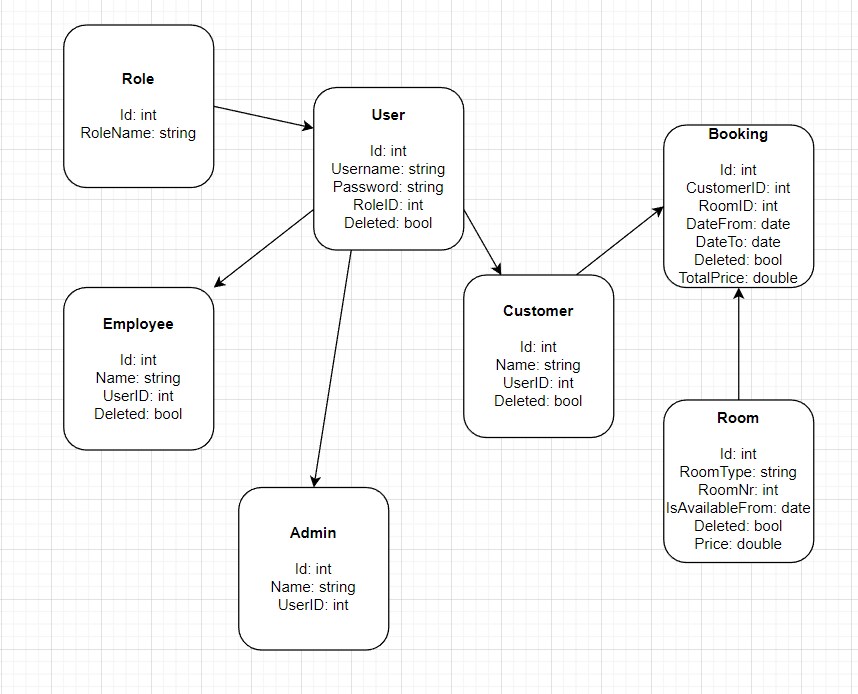 Role
Id: int
RoleName: string
User
Id: int
Username: string
Password: string
RoleID: int
Deleted: bool
Booking
Id: int
CustomerID: int
RoomID: int
DateFrom: date
DateTo: date
Deleted: bool
TotalPrice: double
Employee
Id: int
Name: string
UserID: int
Deleted: bool
Customer
Id: int
Name: string
UserID: int
Deleted: bool
Room
Id: int
RoomType: string
RoomNr: int
IsAvailableFrom: date
Deleted: bool
Price: double
Admin
Id: int
Name: string
UserID: int